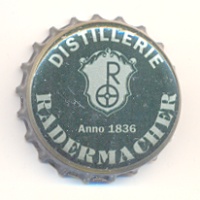 DISTILLERIE
R
Anno 1836
RADERMACHER